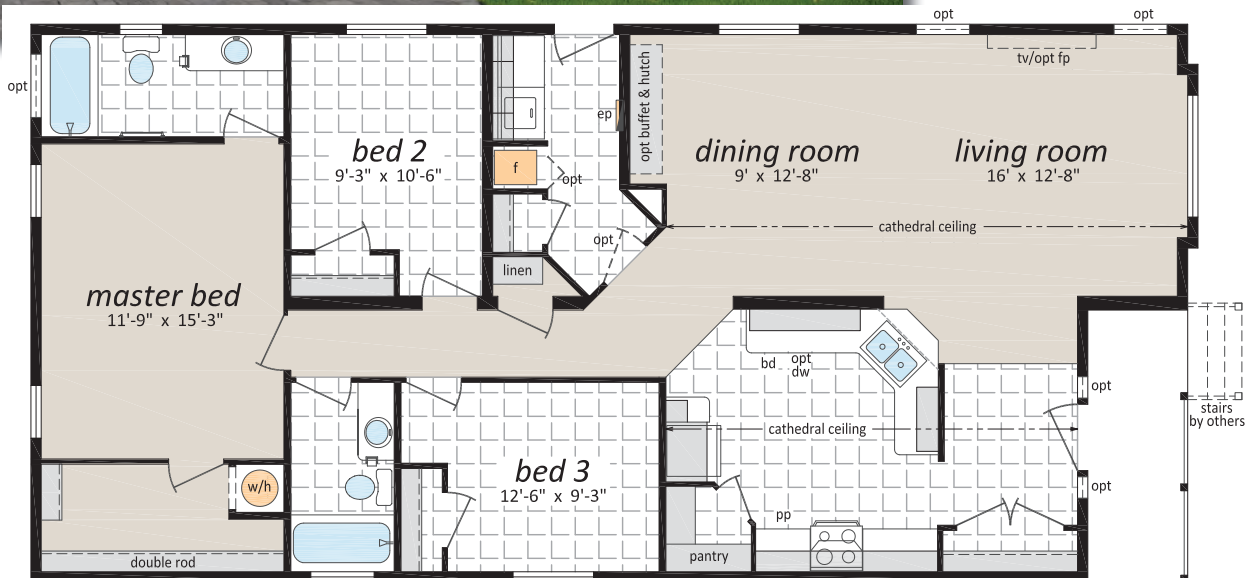 opt
opt
tv/opt fp
opt
opt buffet & hutch
ep
bed 2
9'-3" x 10'-6"
f
opt
dining room
9' x 12'-8"
living room
16' x 12'-8"
cathedral ceiling
opt
linen
master bed
11'-9" x 15'-3"
bd
opt
dw
opt
stairs
by others
cathedral ceiling
bed 3
12'-6" x 9'-3"
w/h
opt
pp
pantry
double rod